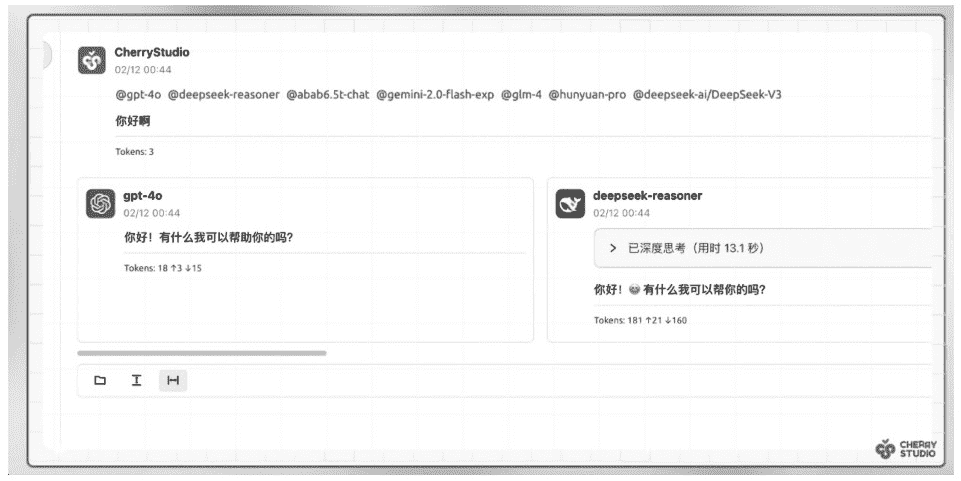 CherryStudio
02/12 00:44
@gpt-4o @deepseek-reasoner @abab6.5t-chat @gemini-2.0-flash-exp @glm-4 @hunyuan-pro @deepseek-ai/DeepSeek-V3
你好啊
Tokens: 3
gpt-4o
02/12 00:44
你好！有什么我可以帮助你的吗？
Tokens: 18 ↑3 ↓15
deepseek-reasoner
02/12 00:44
已深度思考（用时 13.1 秒）
你好！😊 有什么我可以帮你的吗？
Tokens: 181 ↑21 ↓160
CHERRY
STUDIO